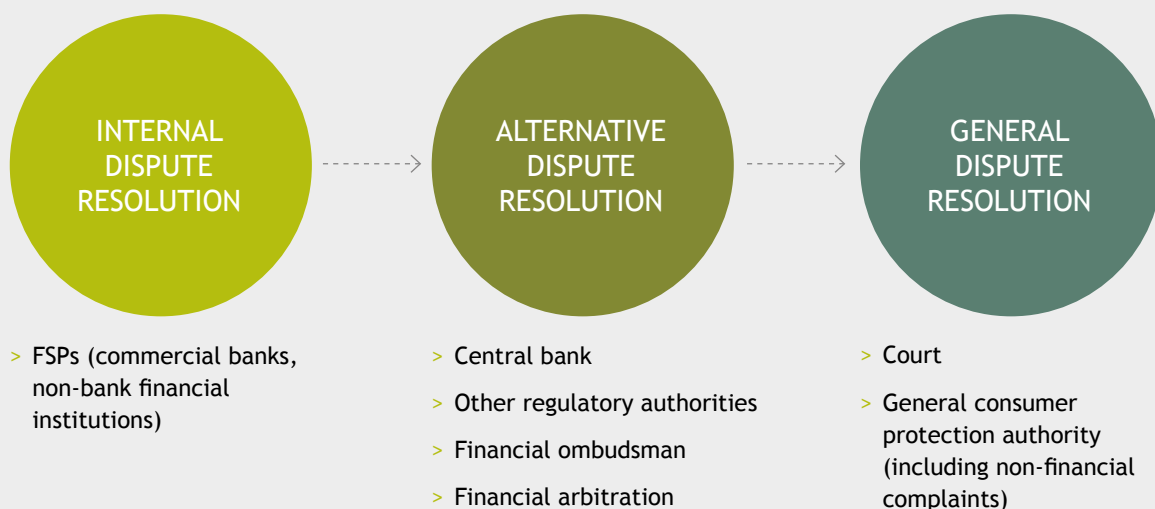 INTERNAL
DISPUTE
RESOLUTION
ALTERNATIVE
DISPUTE
RESOLUTION
GENERAL
DISPUTE
RESOLUTION
> FSPs (commercial banks,
non-bank financial
institutions)
> Central bank
> Other regulatory authorities
> Financial ombudsman
> Financial arbitration
> Court
> General consumer
protection authority
(including non-financial
complaints)